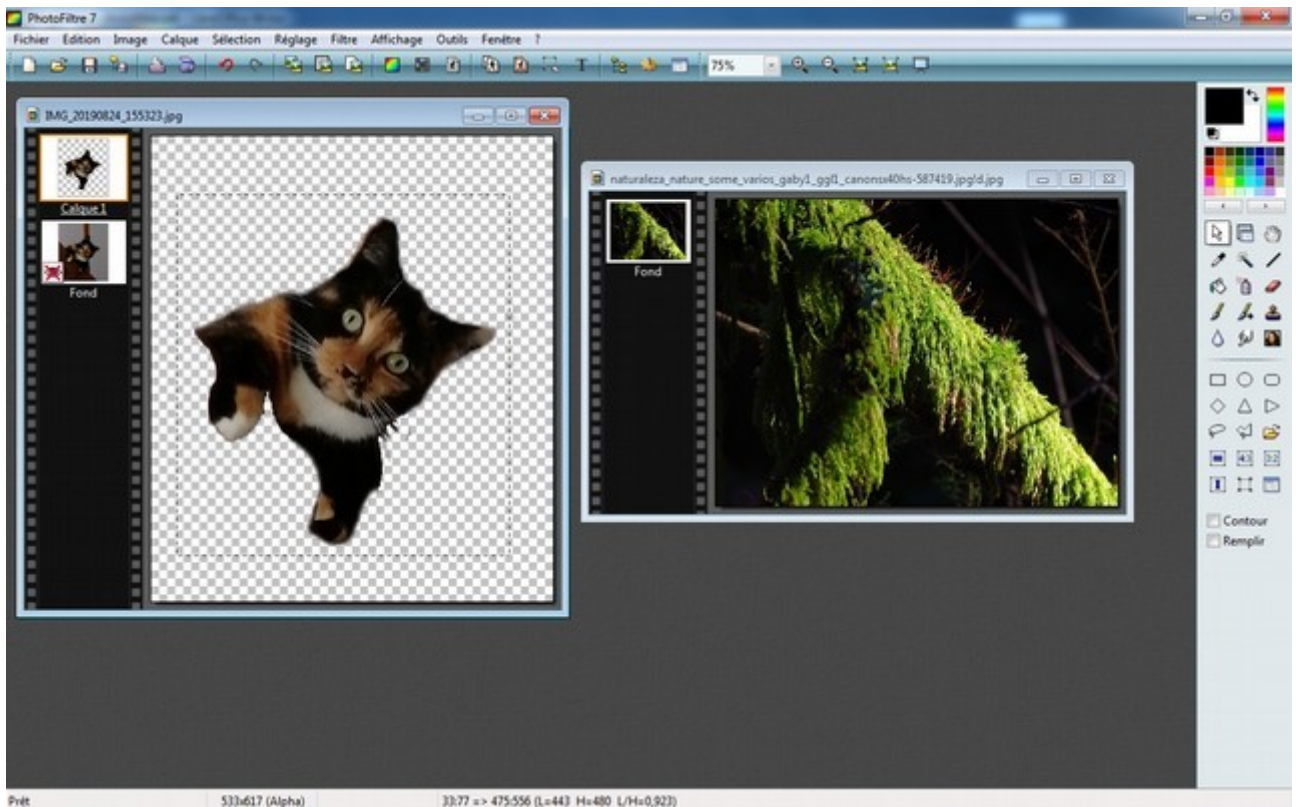 PhotoFiltre 7
Fichier Edition Image Calque Sélection Réglage Filtre Affichage Outils Fenêtre ?
75%
IMG_20190824_155323.jpg
Calque 1
Fond
naturaleza_nature_some_varios_gaby1_ggl1_canonsx40hs-587419.jpg!d.jpg
Fond
Contour
Remplir
Prêt 533x617 (Alpha) 33:77 => 475:556 (L=443 H=480 L/H=0,923)